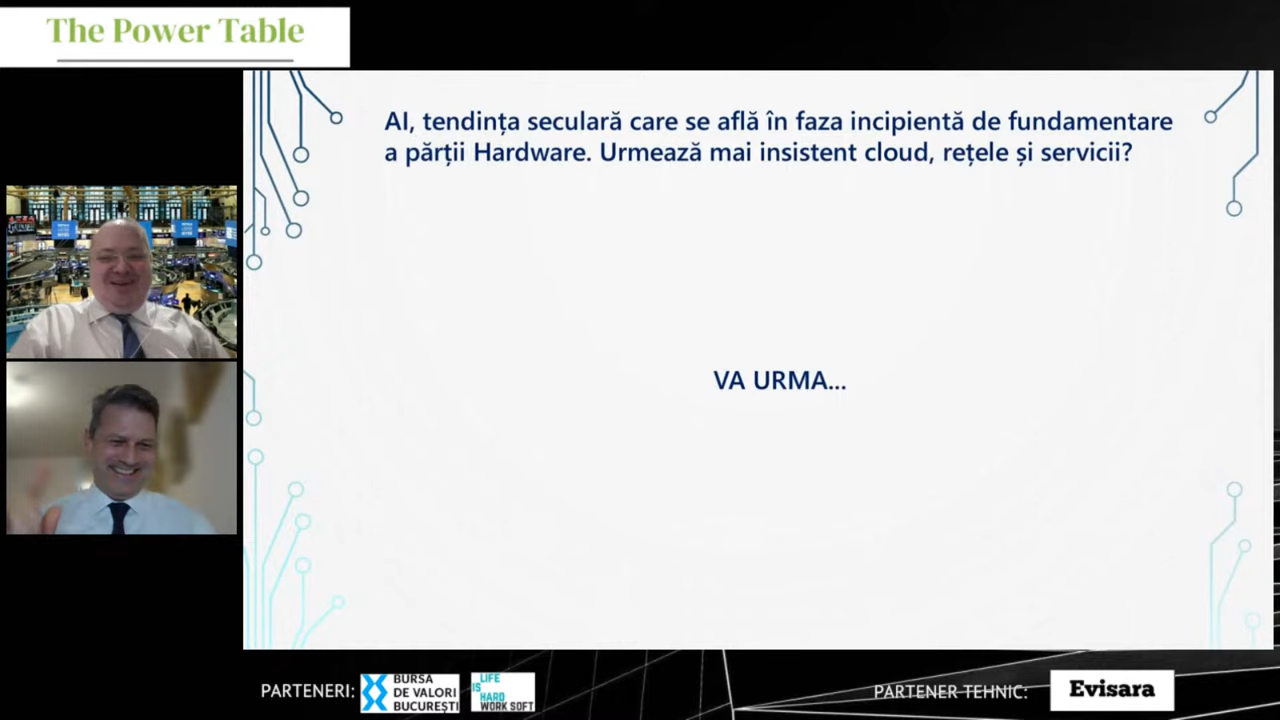 The Power Table
AI, tendința seculară care se află în faza incipientă de fundamentare
a părții Hardware. Urmează mai insistent cloud, rețele și servicii?
VA URMA...
PARTENERI:
BURSA
DE VALORI
BUCUREȘTI
LIFE
IS
HARD
WORK SOFT
PARTENER TEHNIC:
Evisara